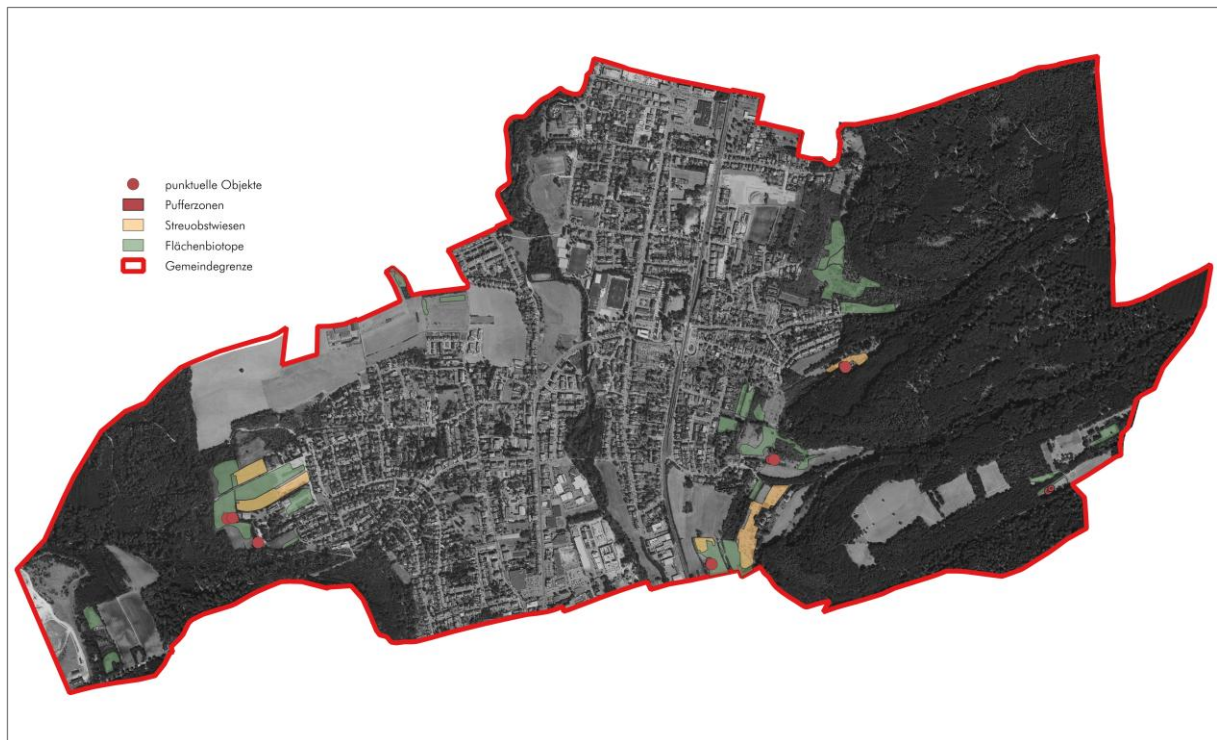 punktuelle Objekte
Pufferzonen
Streuobstwiesen
Flächenbiotope
Gemeindegrenze